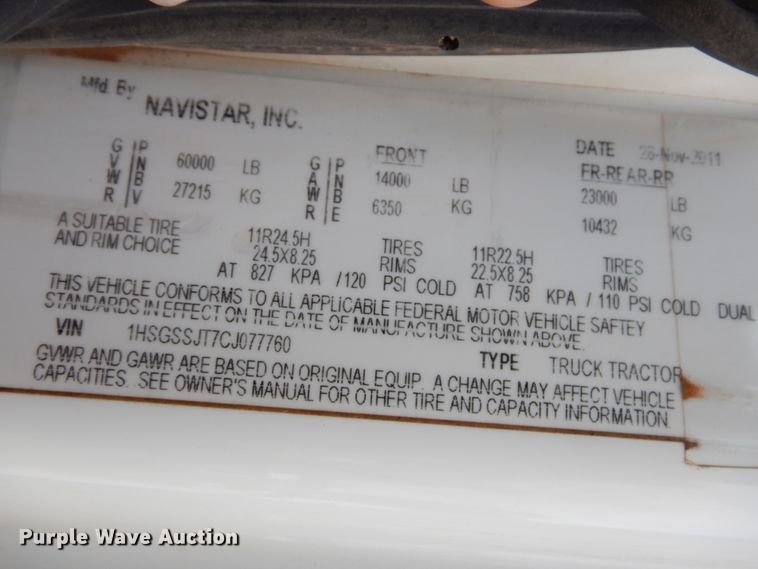 Mfd. By NAVISTAR, INC.
DATE 28-Nov-2011
G P FRONT FR-REAR-RR
V N 60000 LB G P 14000 LB 23000 LB
W B A N
R V 27215 KG W B 6350 KG 10432 KG
R E
A SUITABLE TIRE 11R24.5H TIRES 11R22.5H TIRES
AND RIM CHOICE 24.5X8.25 RIMS 22.5X8.25 RIMS
AT 827 KPA /120 PSI COLD AT 758 KPA / 110 PSI COLD DUAL
THIS VEHICLE CONFORMS TO ALL APPLICABLE FEDERAL MOTOR VEHICLE SAFTEY
STANDARDS IN EFFECT ON THE DATE OF MANUFACTURE SHOWN ABOVE.
VIN 1HSGSSJT7CJ077760 TYPE TRUCK TRACTOR
GVWR AND GAWR ARE BASED ON ORIGINAL EQUIP. A CHANGE MAY AFFECT VEHICLE
CAPACITIES. SEE OWNER'S MANUAL FOR OTHER TIRE AND CAPACITY INFORMATION
Purple Wave Auction